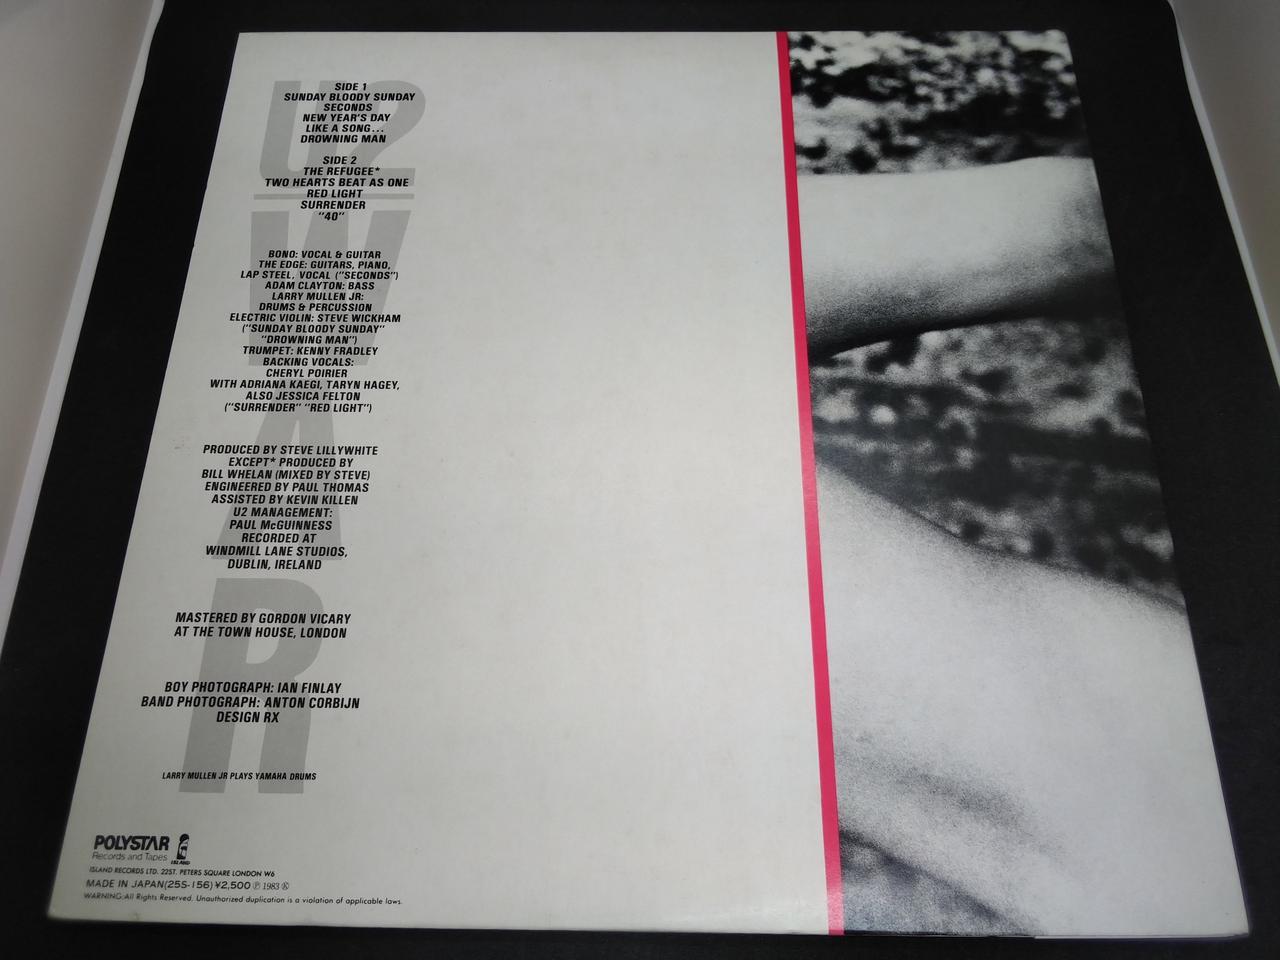 U2
WAR
SIDE 1
SUNDAY BLOODY SUNDAY
SECONDS
NEW YEAR'S DAY
LIKE A SONG...
DROWNING MAN
SIDE 2
THE REFUGEE*
TWO HEARTS BEAT AS ONE
RED LIGHT
SURRENDER
"40"
BONO: VOCAL & GUITAR
THE EDGE: GUITARS, PIANO,
LAP STEEL, VOCAL ("SECONDS")
ADAM CLAYTON: BASS
LARRY MULLEN JR:
DRUMS & PERCUSSION
ELECTRIC VIOLIN: STEVE WICKHAM
("SUNDAY BLOODY SUNDAY"
"DROWNING MAN")
TRUMPET: KENNY FRADLEY
BACKING VOCALS:
CHERYL POIRIER
WITH ADRIANA KAEGI, TARYN HAGEY,
ALSO JESSICA FELTON
("SURRENDER" "RED LIGHT")
PRODUCED BY STEVE LILLYWHITE
EXCEPT* PRODUCED BY
BILL WHELAN (MIXED BY STEVE)
ENGINEERED BY PAUL THOMAS
ASSISTED BY KEVIN KILLEN
U2 MANAGEMENT:
PAUL McGUINNESS
RECORDED AT
WINDMILL LANE STUDIOS,
DUBLIN, IRELAND
MASTERED BY GORDON VICARY
AT THE TOWN HOUSE, LONDON
BOY PHOTOGRAPH: IAN FINLAY
BAND PHOTOGRAPH: ANTON CORBIJN
DESIGN RX
LARRY MULLEN JR PLAYS YAMAHA DRUMS
POLYSTAR
Records and Tapes
ISLAND
ISLAND RECORDS LTD. 22ST. PETERS SQUARE LONDON W6
MADE IN JAPAN(25S-156)¥2,500 Ⓟ 1983 Ⓚ
WARNING:All Rights Reserved. Unauthorized duplication is a violation of applicable laws.